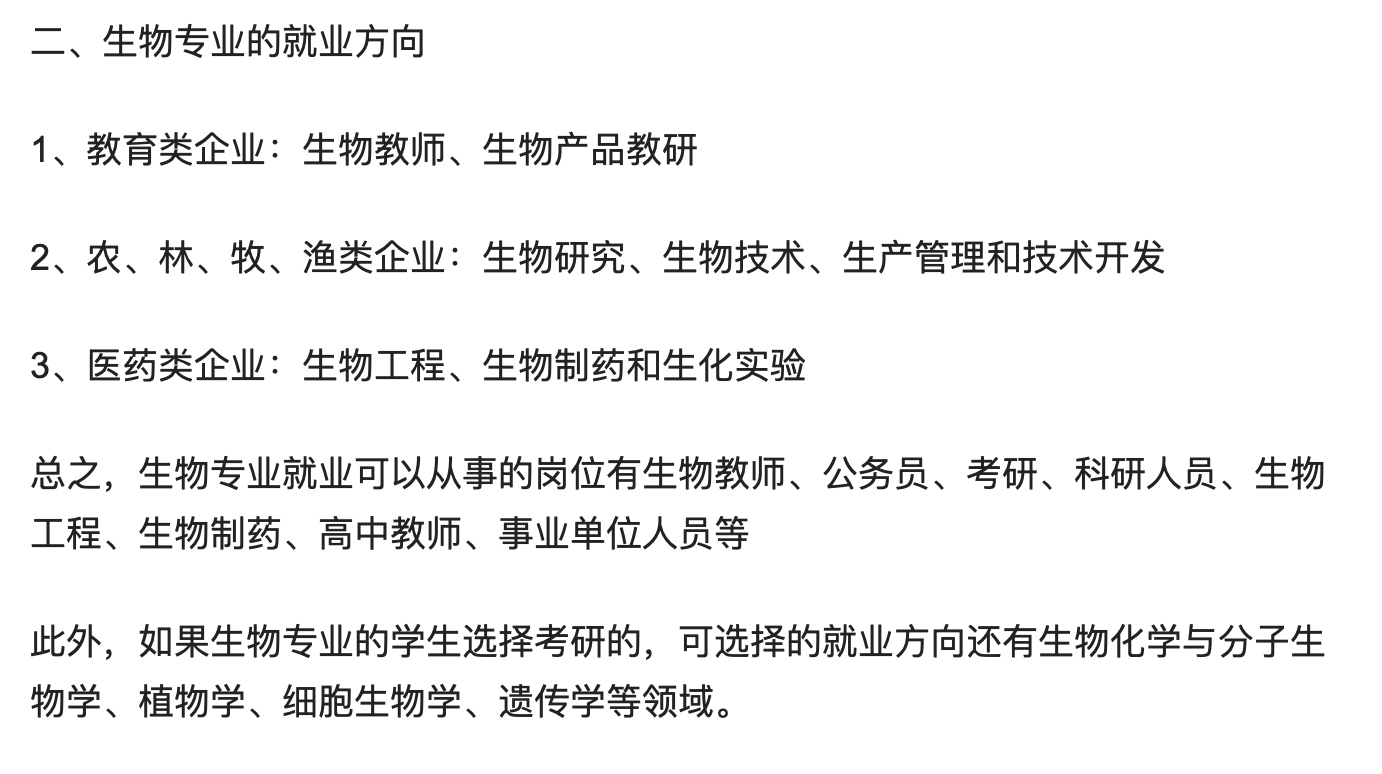 二、生物专业的就业方向
1、教育类企业：生物教师、生物产品教研
2、农、林、牧、渔类企业：生物研究、生物技术、生产管理和技术开发
3、医药类企业：生物工程、生物制药和生化实验
总之，生物专业就业可以从事的岗位有生物教师、公务员、考研、科研人员、生物
工程、生物制药、高中教师、事业单位人员等
此外，如果生物专业的学生选择考研的，可选择的就业方向还有生物化学与分子生
物学、植物学、细胞生物学、遗传学等领域。